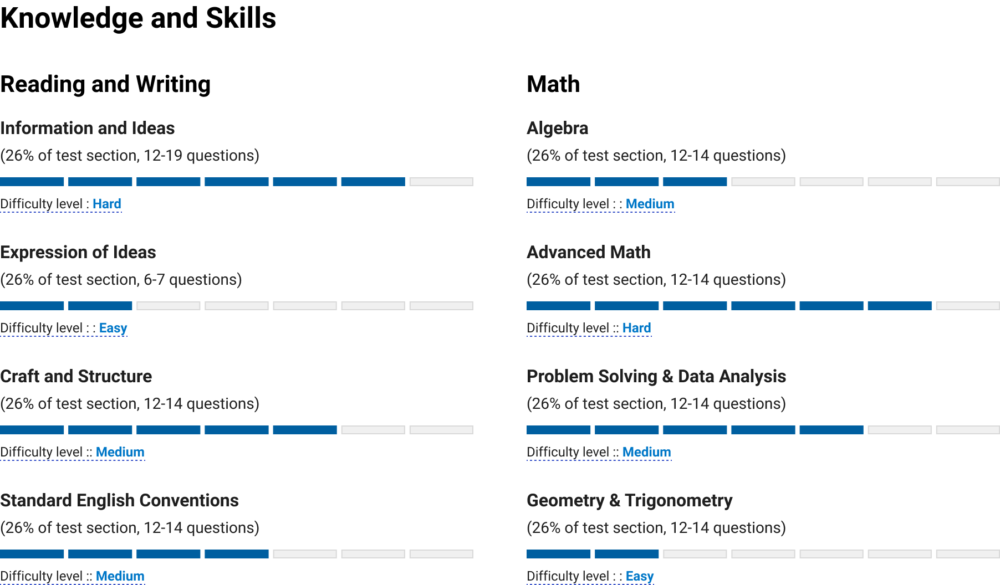 Knowledge and Skills
Reading and Writing
Information and Ideas
(26% of test section, 12-19 questions)
Difficulty level : Hard
Expression of Ideas
(26% of test section, 6-7 questions)
Difficulty level : : Easy
Craft and Structure
(26% of test section, 12-14 questions)
Difficulty level :: Medium
Standard English Conventions
(26% of test section, 12-14 questions)
Difficulty level :: Medium
Math
Algebra
(26% of test section, 12-14 questions)
Difficulty level : : Medium
Advanced Math
(26% of test section, 12-14 questions)
Difficulty level :: Hard
Problem Solving & Data Analysis
(26% of test section, 12-14 questions)
Difficulty level :: Medium
Geometry & Trigonometry
(26% of test section, 12-14 questions)
Difficulty level : : Easy